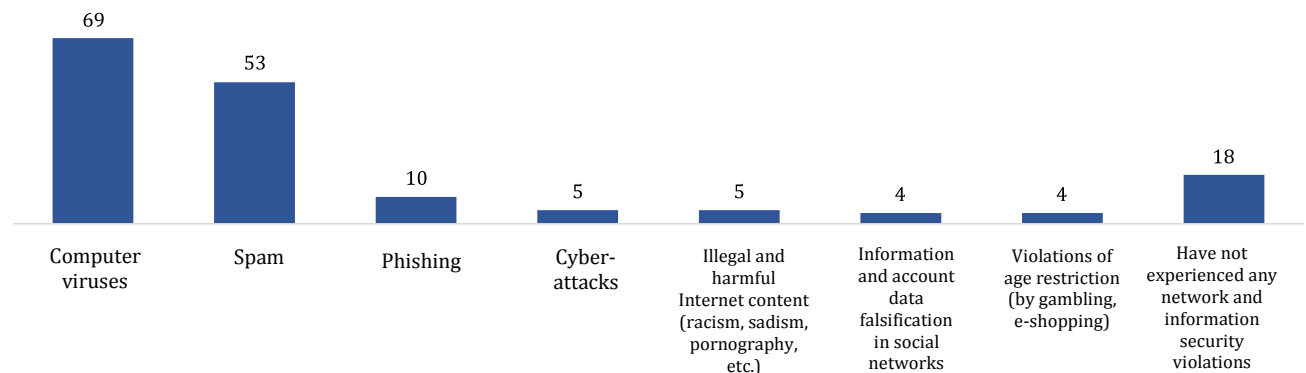 69
53
10
5
5
4
4
18
Computer
viruses
Spam
Phishing
Cyber-
attacks
Illegal and
harmful
Internet content
(racism, sadism,
pornography,
etc.)
Information
and account
data
falsification
in social
networks
Violations of
age restriction
(by gambling,
e-shopping)
Have not
experienced any
network and
information
security
violations